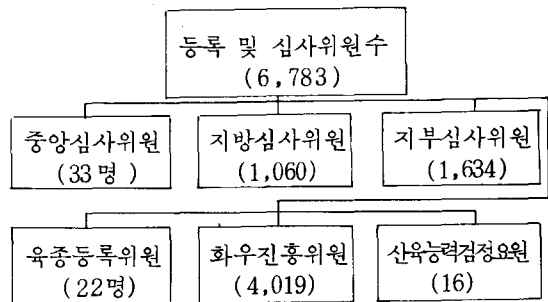 등록 및 심사위원수
(6,783)
중앙심사위원
(33명 )
지방심사위원
(1,060)
지부심사위원
(1,634)
육종등록위원
(22명)
화우진흥위원
(4,019)
산육능력검정요원
(16)